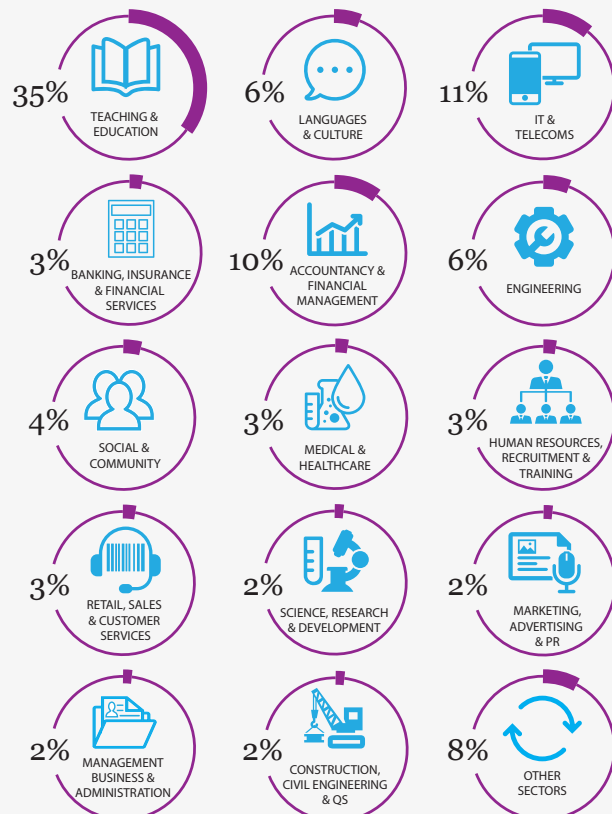 35%
TEACHING &
EDUCATION
6%
LANGUAGES
& CULTURE
11%
IT &
TELECOMS
3%
BANKING, INSURANCE
& FINANCIAL
SERVICES
10%
ACCOUNTANCY &
FINANCIAL
MANAGEMENT
6%
ENGINEERING
4%
SOCIAL &
COMMUNITY
3%
MEDICAL &
HEALTHCARE
3%
HUMAN RESOURCES,
RECRUITMENT &
TRAINING
3%
RETAIL, SALES
& CUSTOMER
SERVICES
2%
SCIENCE, RESEARCH
& DEVELOPMENT
2%
MARKETING,
ADVERTISING
& PR
2%
MANAGEMENT
BUSINESS &
ADMINISTRATION
2%
CONSTRUCTION,
CIVIL ENGINEERING
& QS
8%
OTHER
SECTORS